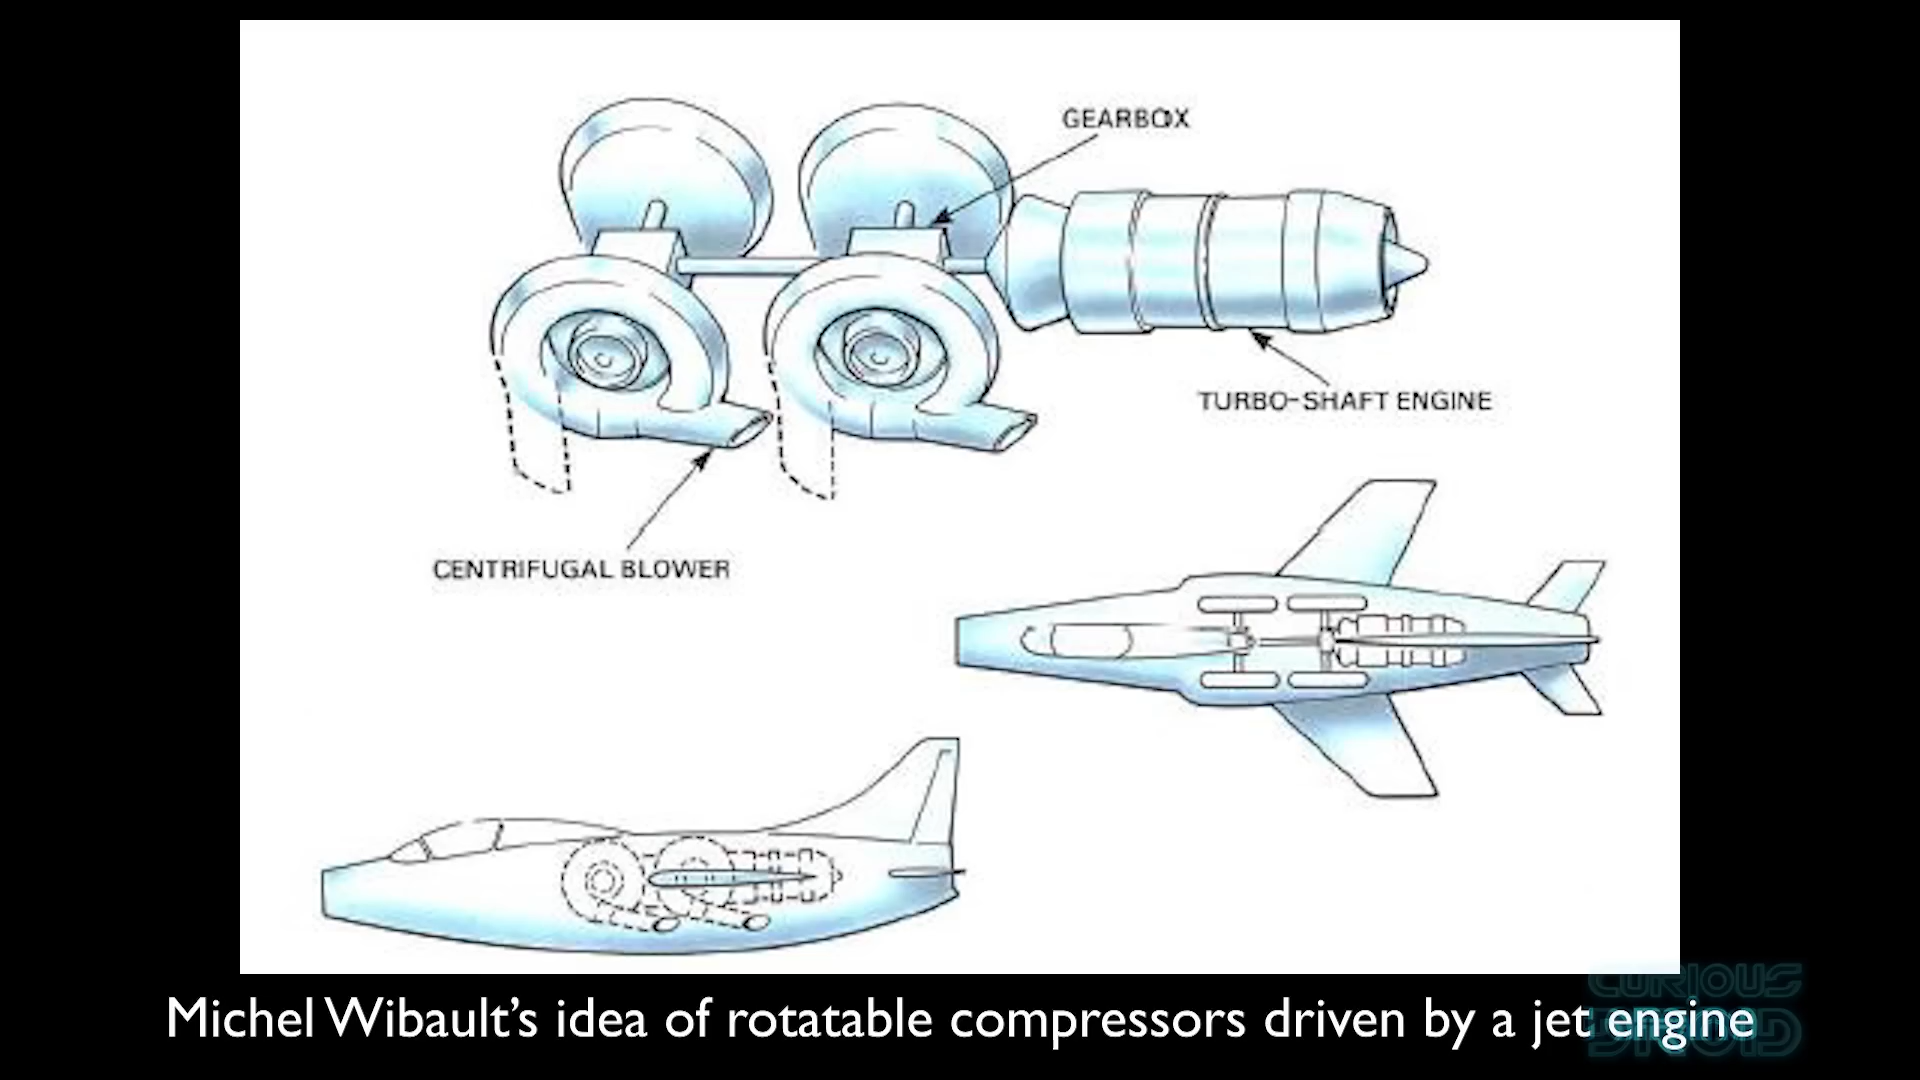 GEARBOX
TURBO-SHAFT ENGINE
CENTRIFUGAL BLOWER
Michel Wibault’s idea of rotatable compressors driven by a jet engine
CURIOUS
DROID